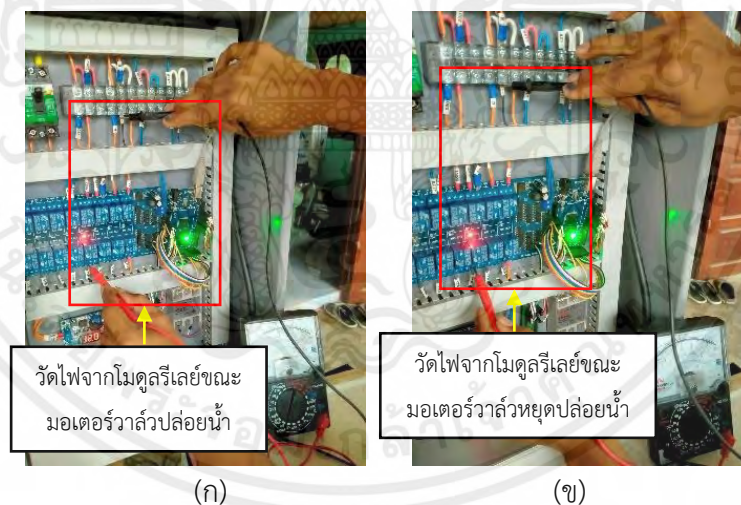 วัดไฟจากโมดูลรีเลย์ขณะ
มอเตอร์วาล์วปล่อยน้ำ
วัดไฟจากโมดูลรีเลย์ขณะ
มอเตอร์วาล์วหยุดปล่อยน้ำ
(ก)
(ข)